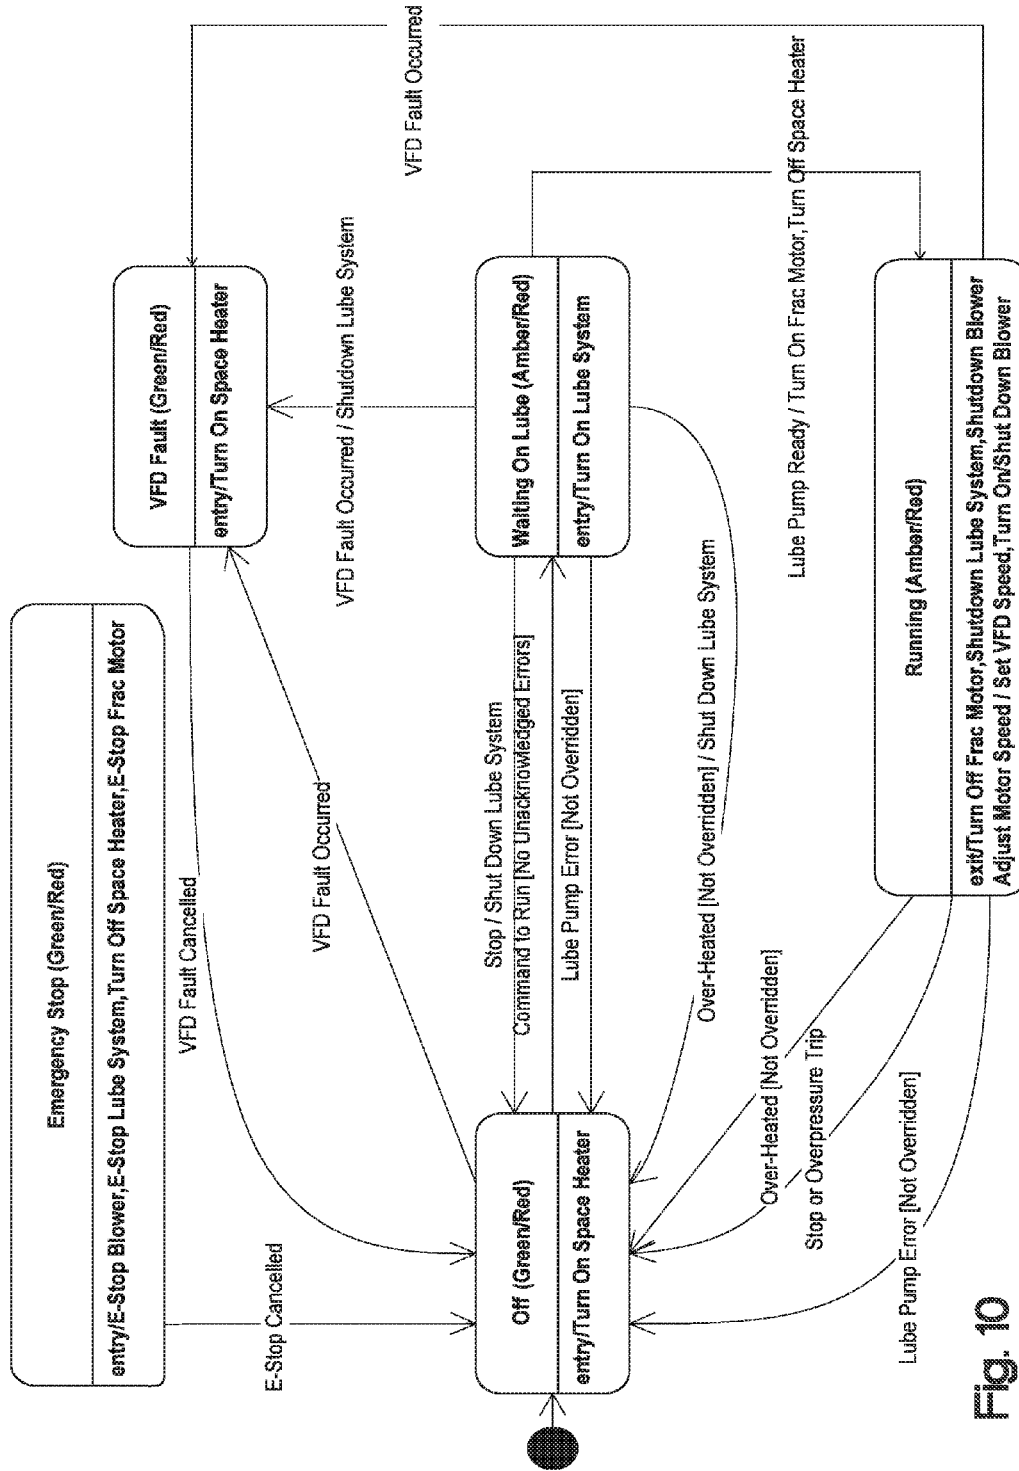 Emergency Stop (Green/Red)
entry/E-Stop Blower,E-Stop Lube System,Turn Off Space Heater,E-Stop Frac Motor
VFD Fault (Green/Red)
entry/Turn On Space Heater
VFD Fault Occurred
VFD Fault Cancelled
E-Stop Cancelled
VFD Fault Occurred
VFD Fault Occurred / Shutdown Lube System
Off (Green/Red)
entry/Turn On Space Heater
Stop / Shut Down Lube System
Command to Run [No Unacknowledged Errors]
Lube Pump Error [Not Overridden]
Waiting On Lube (Amber/Red)
entry/Turn On Lube System
Over-Heated [Not Overridden] / Shut Down Lube System
Lube Pump Ready / Turn On Frac Motor,Turn Off Space Heater
Over-Heated [Not Overridden]
Stop or Overpressure Trip
Lube Pump Error [Not Overridden]
Running (Amber/Red)
exit/Turn Off Frac Motor,Shutdown Lube System,Shutdown Blower
Adjust Motor Speed / Set VFD Speed,Turn On/Shut Down Blower
Fig. 10